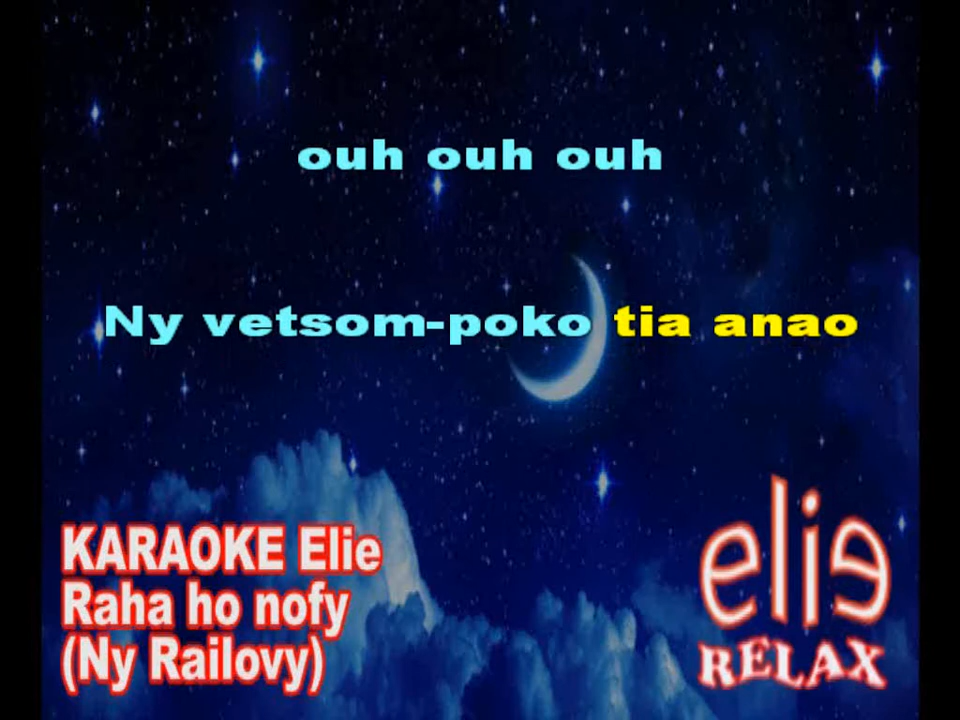 ouh ouh ouh
Ny vetsom-poko tia anao
KARAOKE Elie
Raha ho nofy
(Ny Railovy)
elie
RELAX